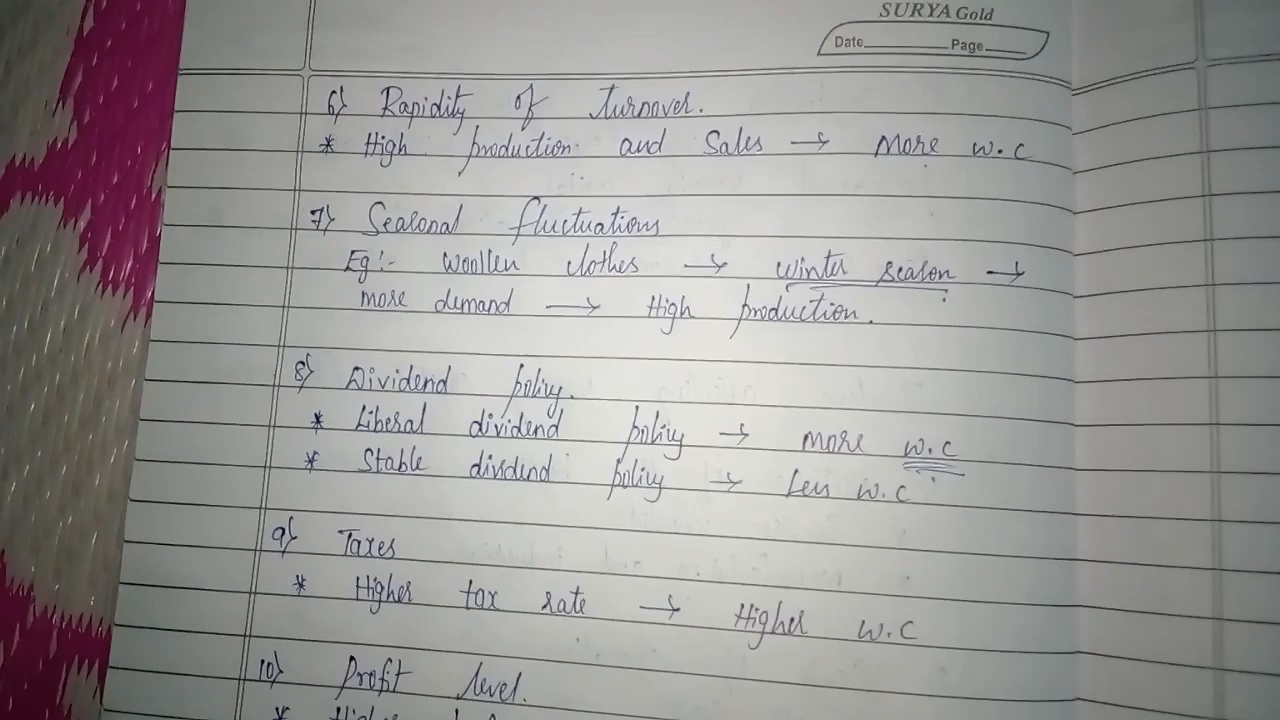 SURYA Gold
Date Page
6) Rapidity of turnover.
* High production and Sales → More w.c
7) Seasonal fluctuations
Eg:- Woollen clothes → winter season →
more demand → High production.
8) Dividend policy.
* Liberal dividend policy → More w.c
* Stable dividend policy → Less w.c
9) Taxes
* Higher tax rate → Higher w.c
10) Profit level.
* Higher